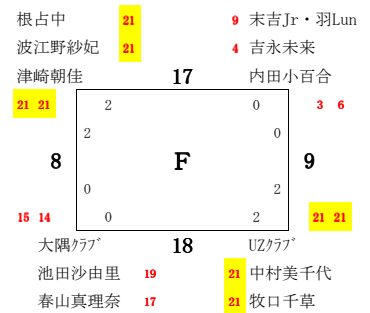 根占中 21 9 末吉Jr・羽Lun
波江野紗妃 21 4 吉永未来
津崎朝佳 17 内田小百合
21 21 2 0 3 6
2 0
8 F 9
0 2
15 14 0 2 21 21
18
大隅ｸﾗﾌﾞ UZｸﾗﾌﾞ
池田沙由里 19 21 中村美千代
春山真理奈 17 21 牧口千草